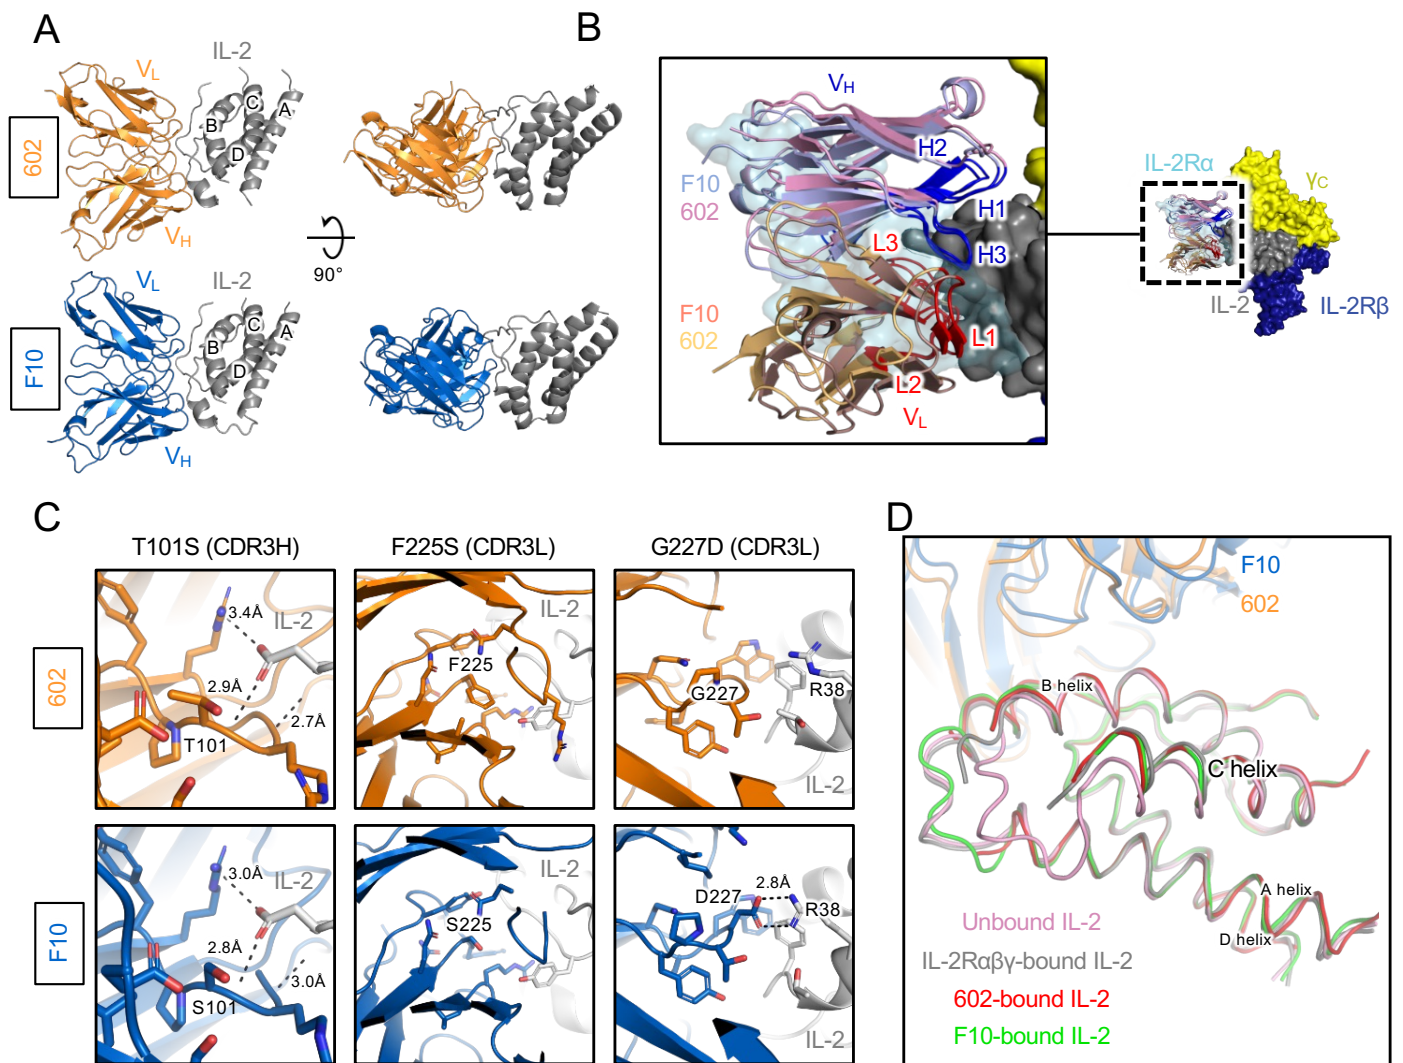 A
IL-2
VL
C
A
B
D
602
VH
90°
VL
IL-2
C
A
B
D
F10
VH
B
VH
H2
F10
602
H1
L3
H3
F10
602
L1
L2
VL
IL-2Rα
γc
IL-2
IL-2Rβ
C
T101S (CDR3H)
F225S (CDR3L)
G227D (CDR3L)
602
3.4Å
IL-2
2.9Å
2.7Å
T101
IL-2
F225
G227
R38
IL-2
F10
3.0Å
IL-2
2.8Å
3.0Å
S101
IL-2
S225
2.8Å
D227
R38
IL-2
D
F10
602
B helix
C helix
A helix
D helix
Unbound IL-2
IL-2Rαβγ-bound IL-2
602-bound IL-2
F10-bound IL-2